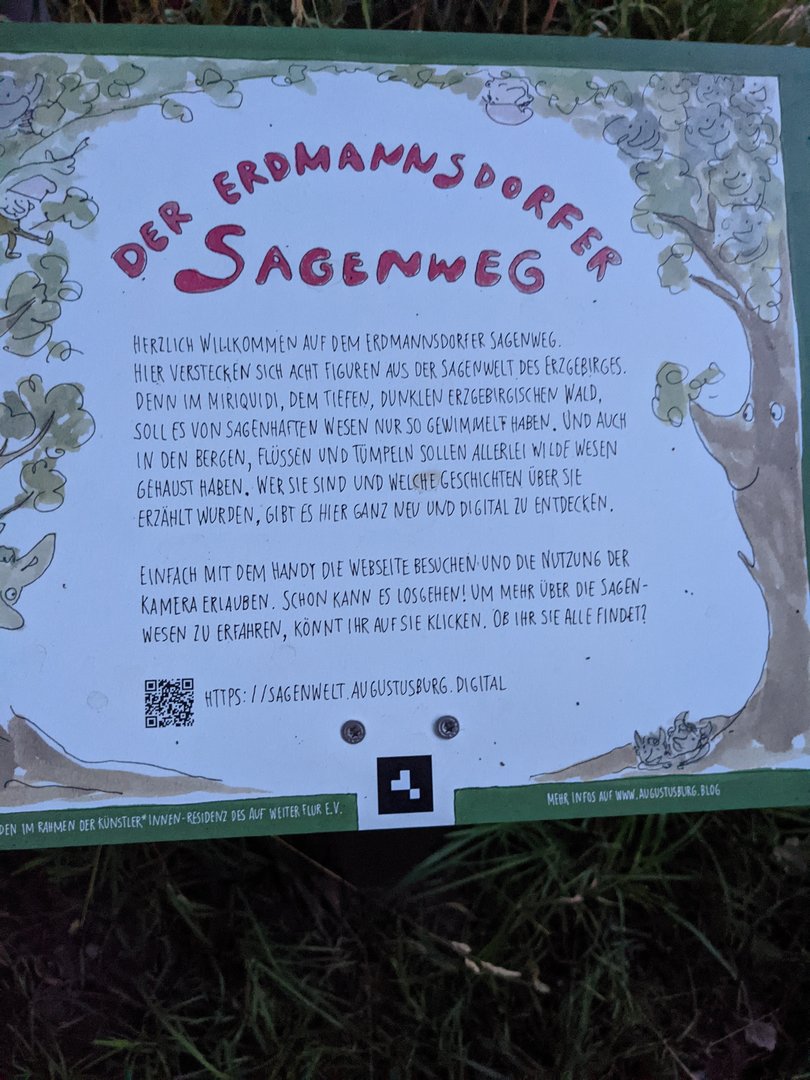 DER ERDMANNSDORFER
SAGENWEG
HERZLICH WILLKOMMEN AUF DEM ERDMANNSDORFER SAGENWEG.
HIER VERSTECKEN SICH ACHT FIGUREN AUS DER SAGENWELT DES ERZGEBIRGES.
DENN IM MIRIQUIDI, DEM TIEFEN, DUNKLEN ERZGEBIRGISCHEN WALD,
SOLL ES VON SAGENHAFTEN WESEN NUR SO GEWIMMELT HABEN. UND AUCH
IN DEN BERGEN, FLÜSSEN UND TÜMPELN SOLLEN ALLERLEI WILDE WESEN
GEHAUST HABEN. WER SIE SIND UND WELCHE GESCHICHTEN ÜBER SIE
ERZÄHLT WURDEN, GIBT ES HIER GANZ NEU UND DIGITAL ZU ENTDECKEN.
EINFACH MIT DEM HANDY DIE WEBSEITE BESUCHEN UND DIE NUTZUNG DER
KAMERA ERLAUBEN. SCHON KANN ES LOSGEHEN! UM MEHR ÜBER DIE SAGEN-
WESEN ZU ERFAHREN, KÖNNT IHR AUF SIE KLICKEN. OB IHR SIE ALLE FINDET?
HTTPS://SAGENWELT.AUGUSTUSBURG.DIGITAL
DEN IM RAHMEN DER KÜNSTLER*INNEN-RESIDENZ DES AUF WEITER FLUR E.V.
MEHR INFOS AUF WWW.AUGUSTUSBURG.BLOG